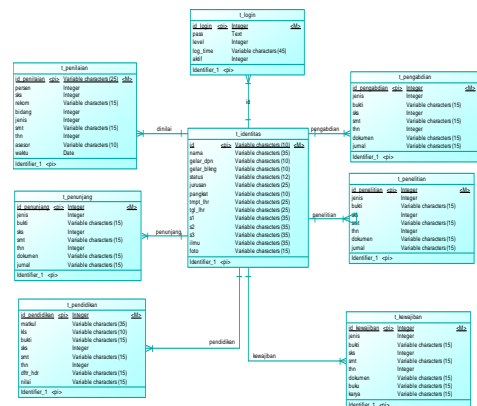 t_login
id_login <pi> Integer <M>
pass Text
level Integer
log_time Variable characters (45)
aktif Integer
Identifier_1 <pi>
t_penilaian
id_penilaian <pi> Variable characters (25) <M>
persen Integer
sks Integer
rekom Variable characters (15)
bidang Integer
jenis Integer
smt Variable characters (15)
thn Integer
asesor Variable characters (10)
waktu Date
Identifier_1 <pi>
t_pengabdian
id_pengabdian <pi> Integer <M>
jenis Integer
bukti Variable characters (15)
sks Integer
smt Variable characters (15)
thn Integer
dokumen Variable characters (15)
jurnal Variable characters (15)
Identifier_1 <pi>
id
dinilai
pengabdian
t_identitas
id <pi> Variable characters (10) <M>
nama Variable characters (35)
gelar_dpn Variable characters (10)
gelar_blkng Variable characters (10)
status Variable characters (12)
jurusan Variable characters (25)
pangkat Variable characters (10)
tmpt_lhr Variable characters (25)
tgl_lhr Variable characters (25)
s1 Variable characters (35)
s2 Variable characters (35)
s3 Variable characters (35)
ilmu Variable characters (35)
foto Variable characters (15)
Identifier_1 <pi>
t_penunjang
id_penunjang <pi> Integer <M>
jenis Integer
bukti Variable characters (15)
sks Integer
smt Variable characters (15)
thn Integer
dokumen Variable characters (15)
jurnal Variable characters (15)
Identifier_1 <pi>
penunjang
penelitian
t_penelitian
id_penelitian <pi> Integer <M>
jenis Integer
bukti Variable characters (15)
Integer
smt Variable characters (15)
thn Integer
dokumen Variable characters (15)
jurnal Variable characters (15)
Identifier_1 <pi>
t_pendidikan
id_pendidikan <pi> Integer <M>
matkul Variable characters (35)
kls Variable characters (10)
bukti Variable characters (15)
sks Integer
smt Variable characters (15)
thn Integer
dftr_hdr Variable characters (15)
nilai Variable characters (15)
Identifier_1 <pi>
pendidikan
kewajiban
t_kewajiban
id_kewajiban <pi> Integer <M>
jenis Integer
bukti Variable characters (15)
sks Integer
smt Variable characters (15)
thn Integer
dokumen Variable characters (15)
buku Variable characters (15)
karya Variable characters (15)
Identifier_1 <pi>